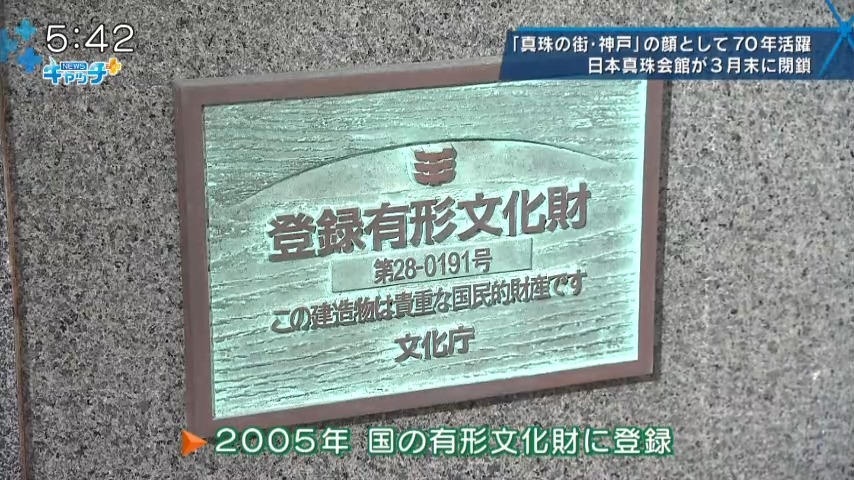 5:42
NEWS
キャッチ+
「真珠の街・神戸」の顔として70年活躍
日本真珠会館が3月末に閉鎖
登録有形文化財
第28-0191号
この建造物は貴重な国民的財産です
文化庁
2005年 国の有形文化財に登録